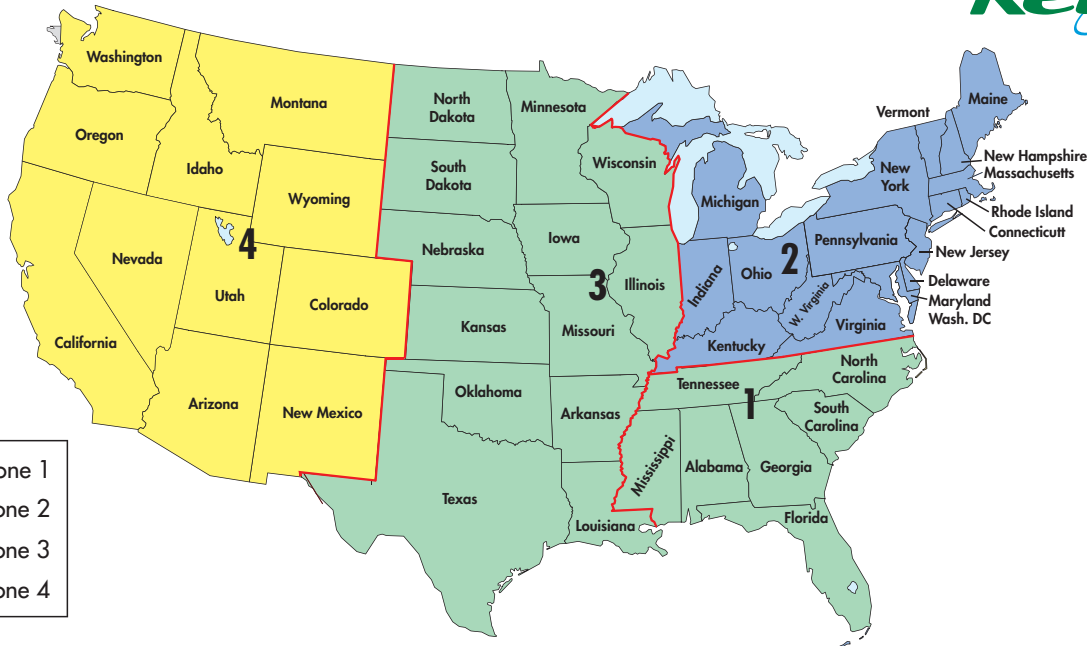 Washington
Oregon
Idaho
Montana
Wyoming
Nevada
Utah
4
Colorado
California
Arizona
New Mexico
North
Dakota
South
Dakota
Nebraska
Kansas
Oklahoma
Texas
Minnesota
Wisconsin
Iowa
3
Illinois
Missouri
Arkansas
Louisiana
Michigan
Indiana
Ohio
2
Kentucky
W. Virginia
Virginia
Pennsylvania
New
York
Vermont
Maine
New Hampshire
Massachusetts
Rhode Island
Connecticutt
New Jersey
Delaware
Maryland
Wash. DC
Tennessee
1
North
Carolina
South
Carolina
Mississippi
Alabama
Georgia
Florida
one 1
one 2
one 3
one 4